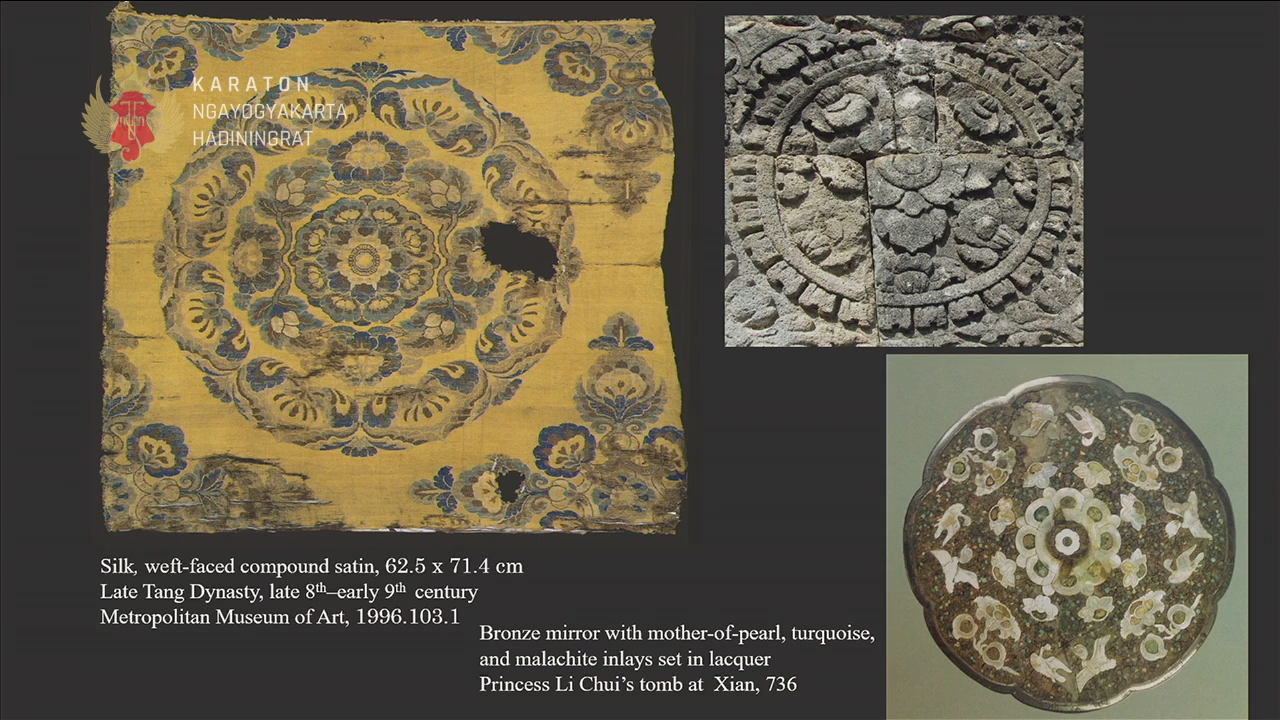 KARATON
NGAYOGYAKARTA
HADININGRAT
Silk, weft-faced compound satin, 62.5 x 71.4 cm
Late Tang Dynasty, late 8th–early 9th century
Metropolitan Museum of Art, 1996.103.1
Bronze mirror with mother-of-pearl, turquoise,
and malachite inlays set in lacquer
Princess Li Chui’s tomb at Xian, 736